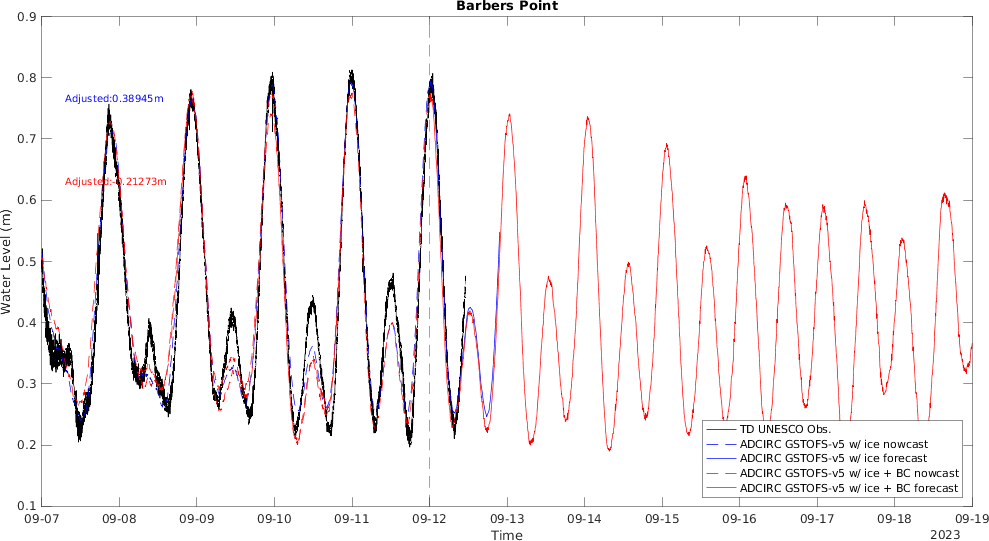 Barbers Point
0.9
0.8
0.7
0.6
0.5
0.4
0.3
0.2
0.1
Water Level (m)
Adjusted:0.38945m
Adjusted:-0.21273m
TD UNESCO Obs.
ADCIRC GSTOFS-v5 w/ ice nowcast
ADCIRC GSTOFS-v5 w/ ice forecast
ADCIRC GSTOFS-v5 w/ ice + BC nowcast
ADCIRC GSTOFS-v5 w/ ice + BC forecast
09-07 09-08 09-09 09-10 09-11 09-12 09-13 09-14 09-15 09-16 09-17 09-18 09-19
Time
2023